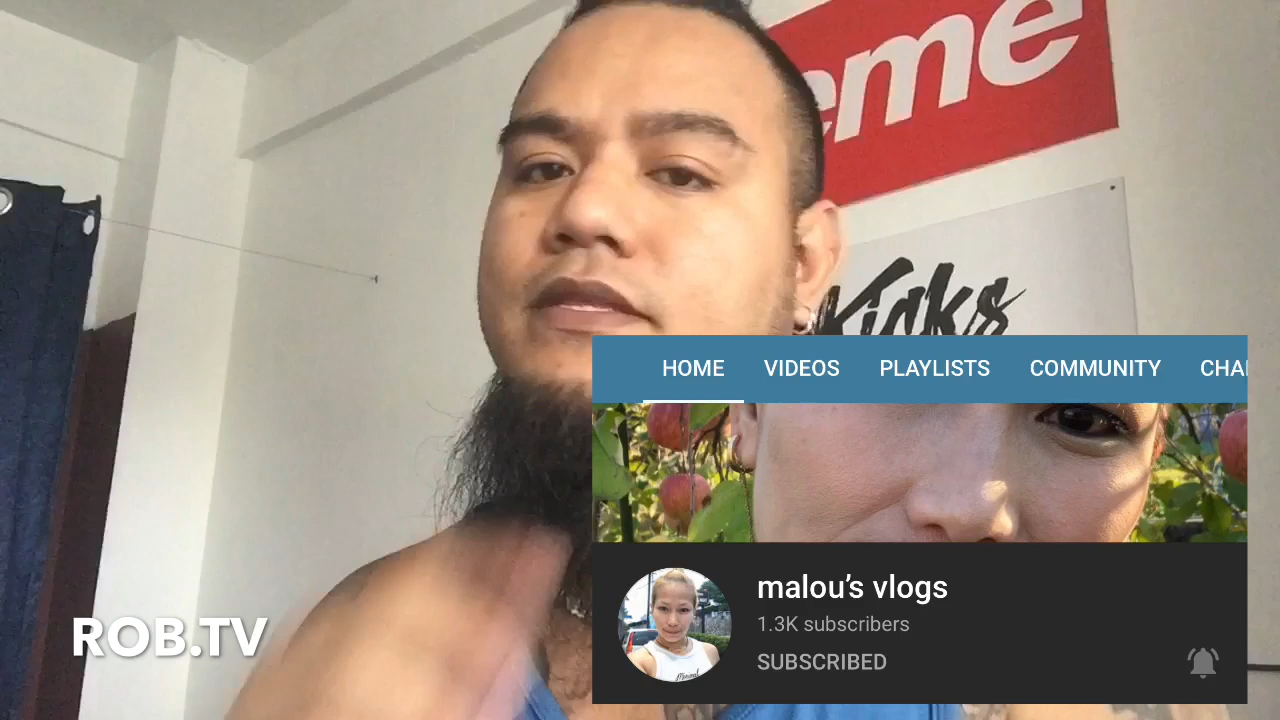 eme
Kicks
HOME VIDEOS PLAYLISTS COMMUNITY CHA
malou's vlogs
1.3K subscribers
SUBSCRIBED
ROB.TV